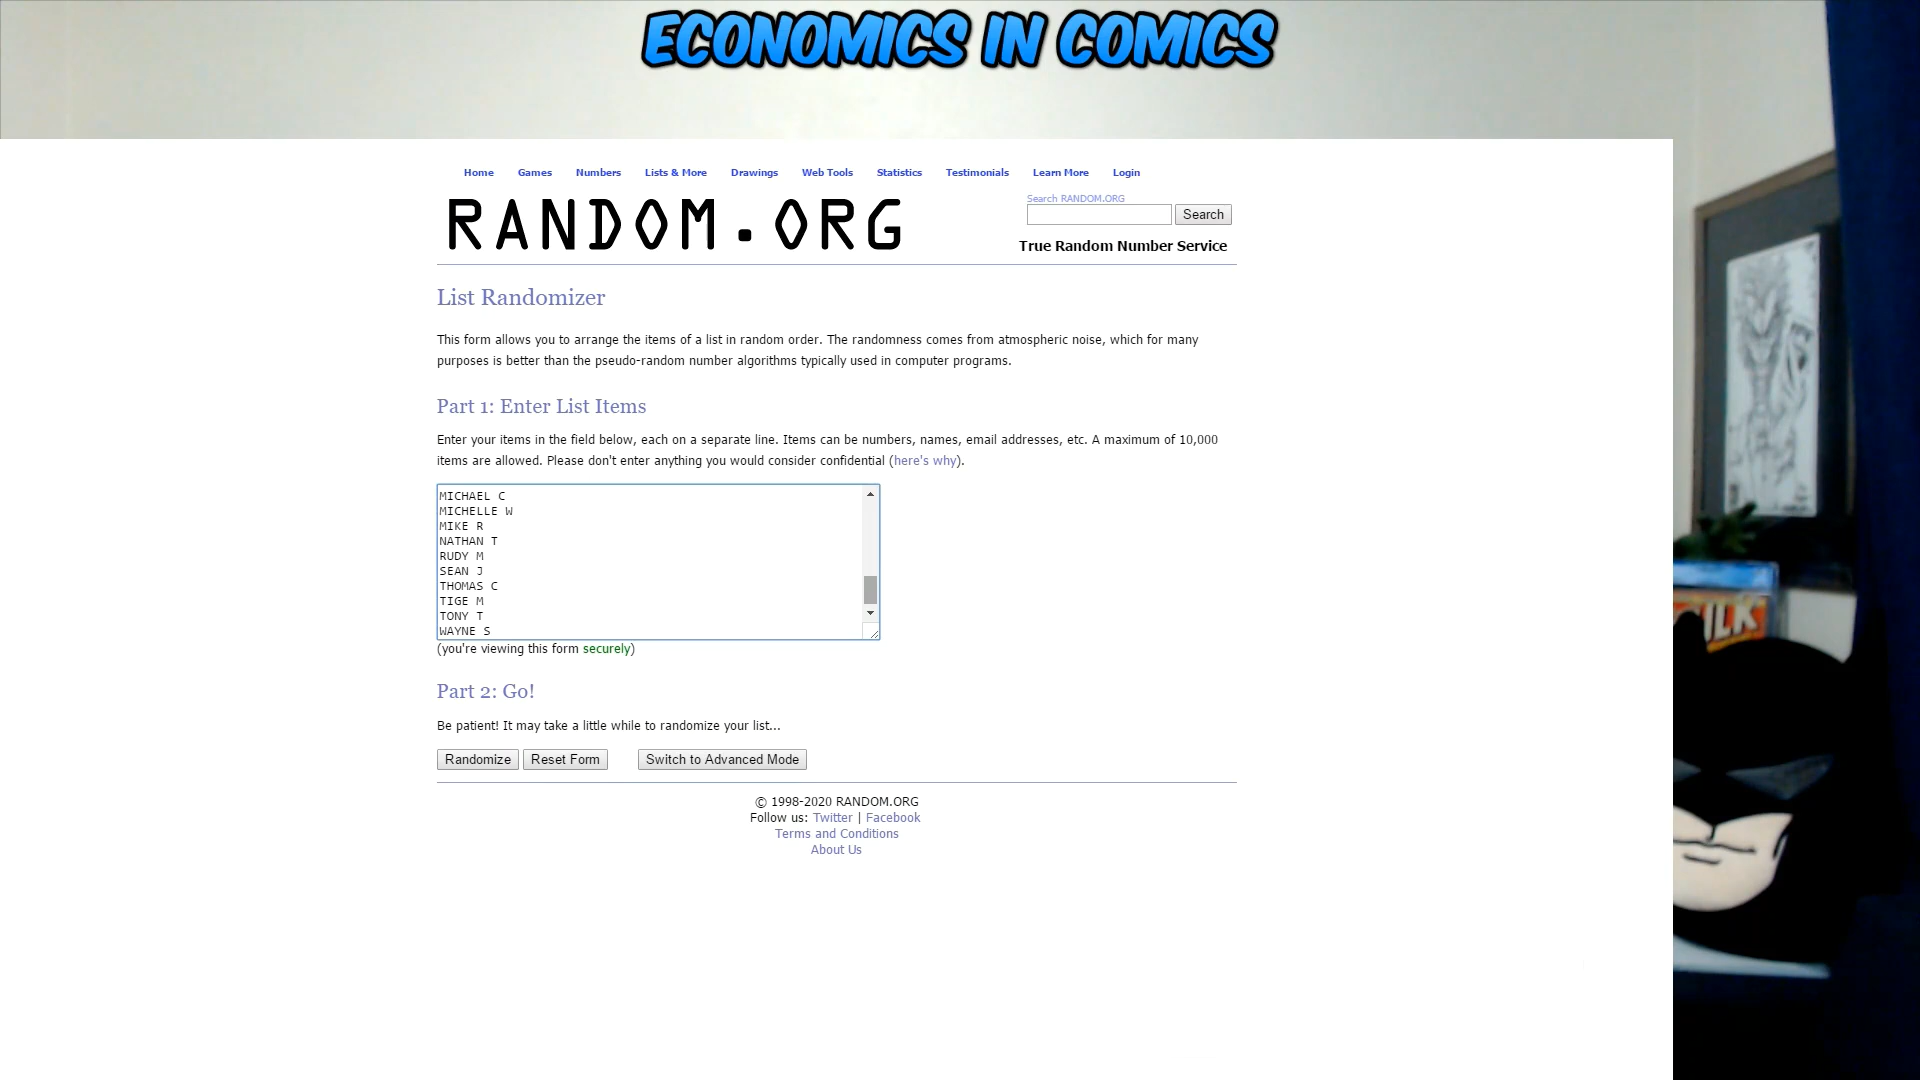 ECONOMICS IN COMICS
Home Games Numbers Lists & More Drawings Web Tools Statistics Testimonials Learn More Login
RANDOM.ORG
Search RANDOM.ORG
Search
True Random Number Service
List Randomizer
This form allows you to arrange the items of a list in random order. The randomness comes from atmospheric noise, which for many
purposes is better than the pseudo-random number algorithms typically used in computer programs.
Part 1: Enter List Items
Enter your items in the field below, each on a separate line. Items can be numbers, names, email addresses, etc. A maximum of 10,000
items are allowed. Please don't enter anything you would consider confidential (here's why).
MICHAEL C
MICHELLE W
MIKE R
NATHAN T
RUDY M
SEAN J
THOMAS C
TIGE M
TONY T
WAYNE S
(you're viewing this form securely)
Part 2: Go!
Be patient! It may take a little while to randomize your list...
Randomize Reset Form Switch to Advanced Mode
© 1998-2020 RANDOM.ORG
Follow us: Twitter | Facebook
Terms and Conditions
About Us